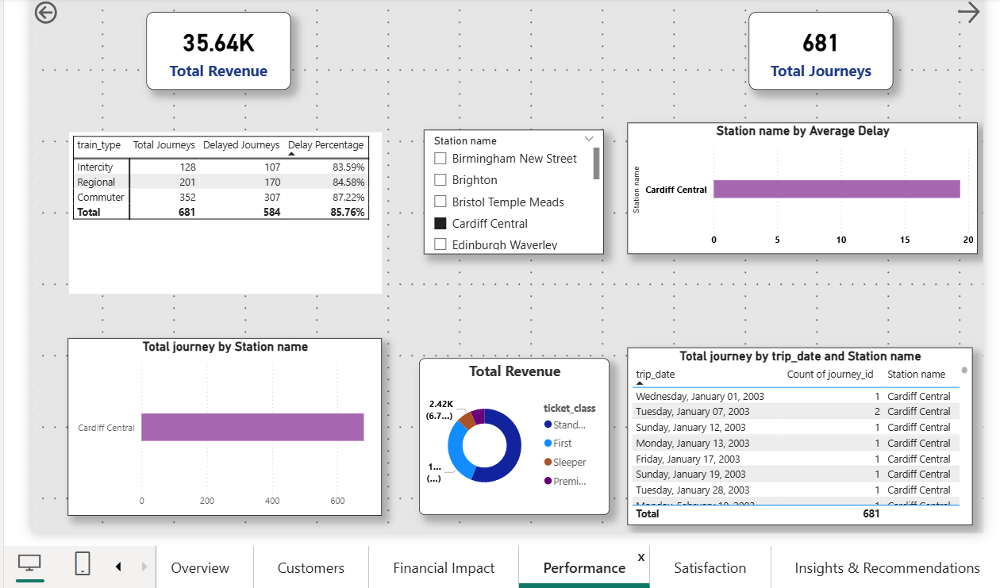 35.64K
Total Revenue
681
Total Journeys
train_type Total Journeys Delayed Journeys Delay Percentage
Intercity 128 107 83.59%
Regional 201 170 84.58%
Commuter 352 307 87.22%
Total 681 584 85.76%
Station name
Birmingham New Street
Brighton
Bristol Temple Meads
Cardiff Central
Edinburgh Waverley
Station name by Average Delay
Station name
Cardiff Central
0 5 10 15 20
Total journey by Station name
Cardiff Central
0 200 400 600
Total Revenue
2.42K
(6.7...)
1...
(...)
ticket_class
Stand...
First
Sleeper
Premi...
Total journey by trip_date and Station name
trip_date Count of journey_id Station name
Wednesday, January 01, 2003 1 Cardiff Central
Tuesday, January 07, 2003 2 Cardiff Central
Sunday, January 12, 2003 1 Cardiff Central
Monday, January 13, 2003 1 Cardiff Central
Friday, January 17, 2003 1 Cardiff Central
Sunday, January 19, 2003 1 Cardiff Central
Tuesday, January 28, 2003 1 Cardiff Central
Monday, February 10, 2003 1 Cardiff Central
Total 681
Overview Customers Financial Impact Performance x Satisfaction Insights & Recommendations